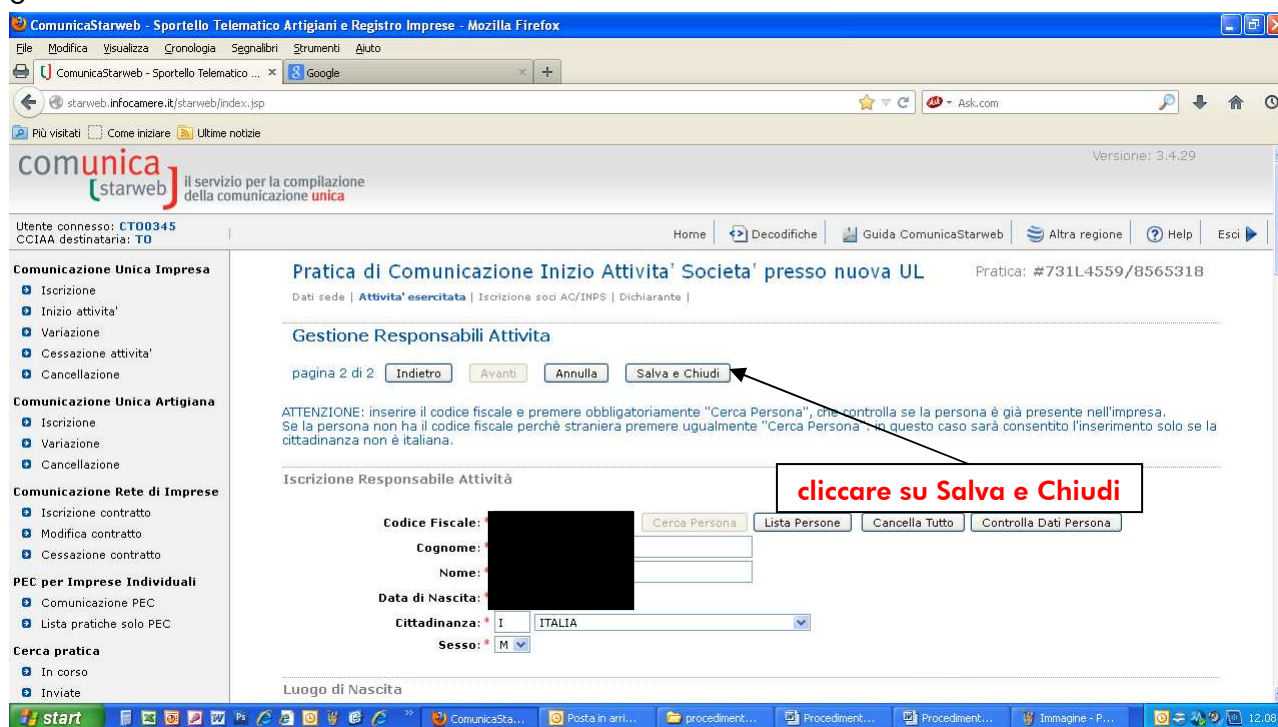 ComunicaStarweb - Sportello Telematico Artigiani e Registro Imprese - Mozilla Firefox
File Modifica Visualizza Cronologia Segnalibri Strumenti Aiuto
ComunicaStarweb - Sportello Telematico ... Google
starweb.infocamere.it/starweb/index.jsp Ask.com
Più visitati Come iniziare Ultime notizie
comunica
starweb
il servizio per la compilazione
della comunicazione unica
Versione: 3.4.29
Utente connesso: CTO0345
CCIAA destinataria: TO
Home Decodifiche Guida ComunicaStarweb Altra regione Help Esci
Comunicazione Unica Impresa
Iscrizione
Inizio attivita'
Variazione
Cessazione attivita'
Cancellazione
Comunicazione Unica Artigiana
Iscrizione
Variazione
Cancellazione
Comunicazione Rete di Imprese
Iscrizione contratto
Modifica contratto
Cessazione contratto
PEC per Imprese Individuali
Comunicazione PEC
Lista pratiche solo PEC
Cerca pratica
In corso
Inviate
Pratica di Comunicazione Inizio Attivita' Societa' presso nuova UL Pratica: #731L4559/8565318
Dati sede | Attivita' esercitata | Iscrizione soci AC/INPS | Dichiarante |
Gestione Responsabili Attivita
pagina 2 di 2 Indietro Avanti Annulla Salva e Chiudi
ATTENZIONE: inserire il codice fiscale e premere obbligatoriamente "Cerca Persona", che controlla se la persona è già presente nell'impresa.
Se la persona non ha il codice fiscale perchè straniera premere ugualmente "Cerca Persona": in questo caso sarà consentito l'inserimento solo se la
cittadinanza non è italiana.
Iscrizione Responsabile Attività
cliccare su Salva e Chiudi
Codice Fiscale: * Cerca Persona Lista Persone Cancella Tutto Controlla Dati Persona
Cognome: *
Nome: *
Data di Nascita: *
Cittadinanza: * I ITALIA
Sesso: * M
Luogo di Nascita
start ComunicaSta... Posta in arri... procediment... Procediment... Procediment... Immagine - P... 12.00